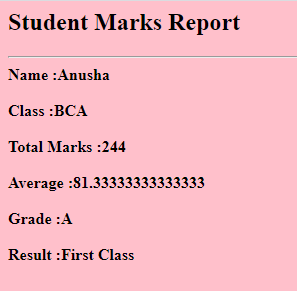 Student Marks Report
Name :Anusha
Class :BCA
Total Marks :244
Average :81.33333333333333
Grade :A
Result :First Class